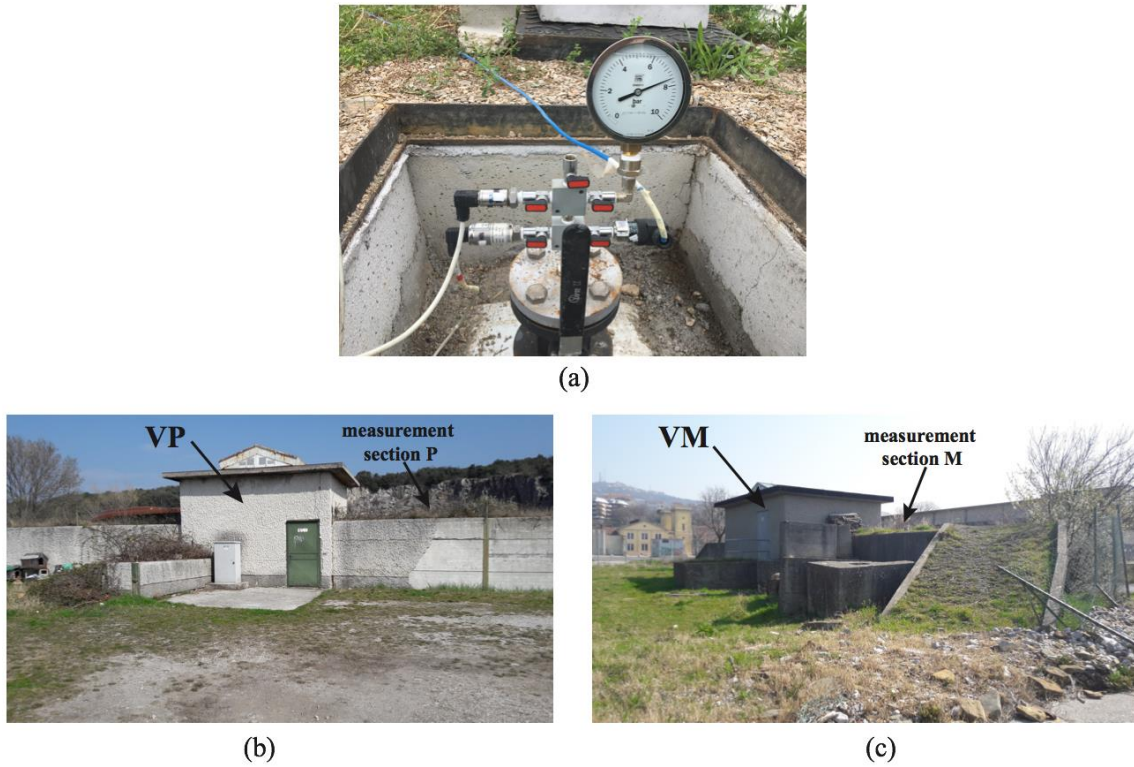 4
6
2
8
bar
0
10
(a)
VP
measurement
section P
VM
measurement
section M
(b)
(c)